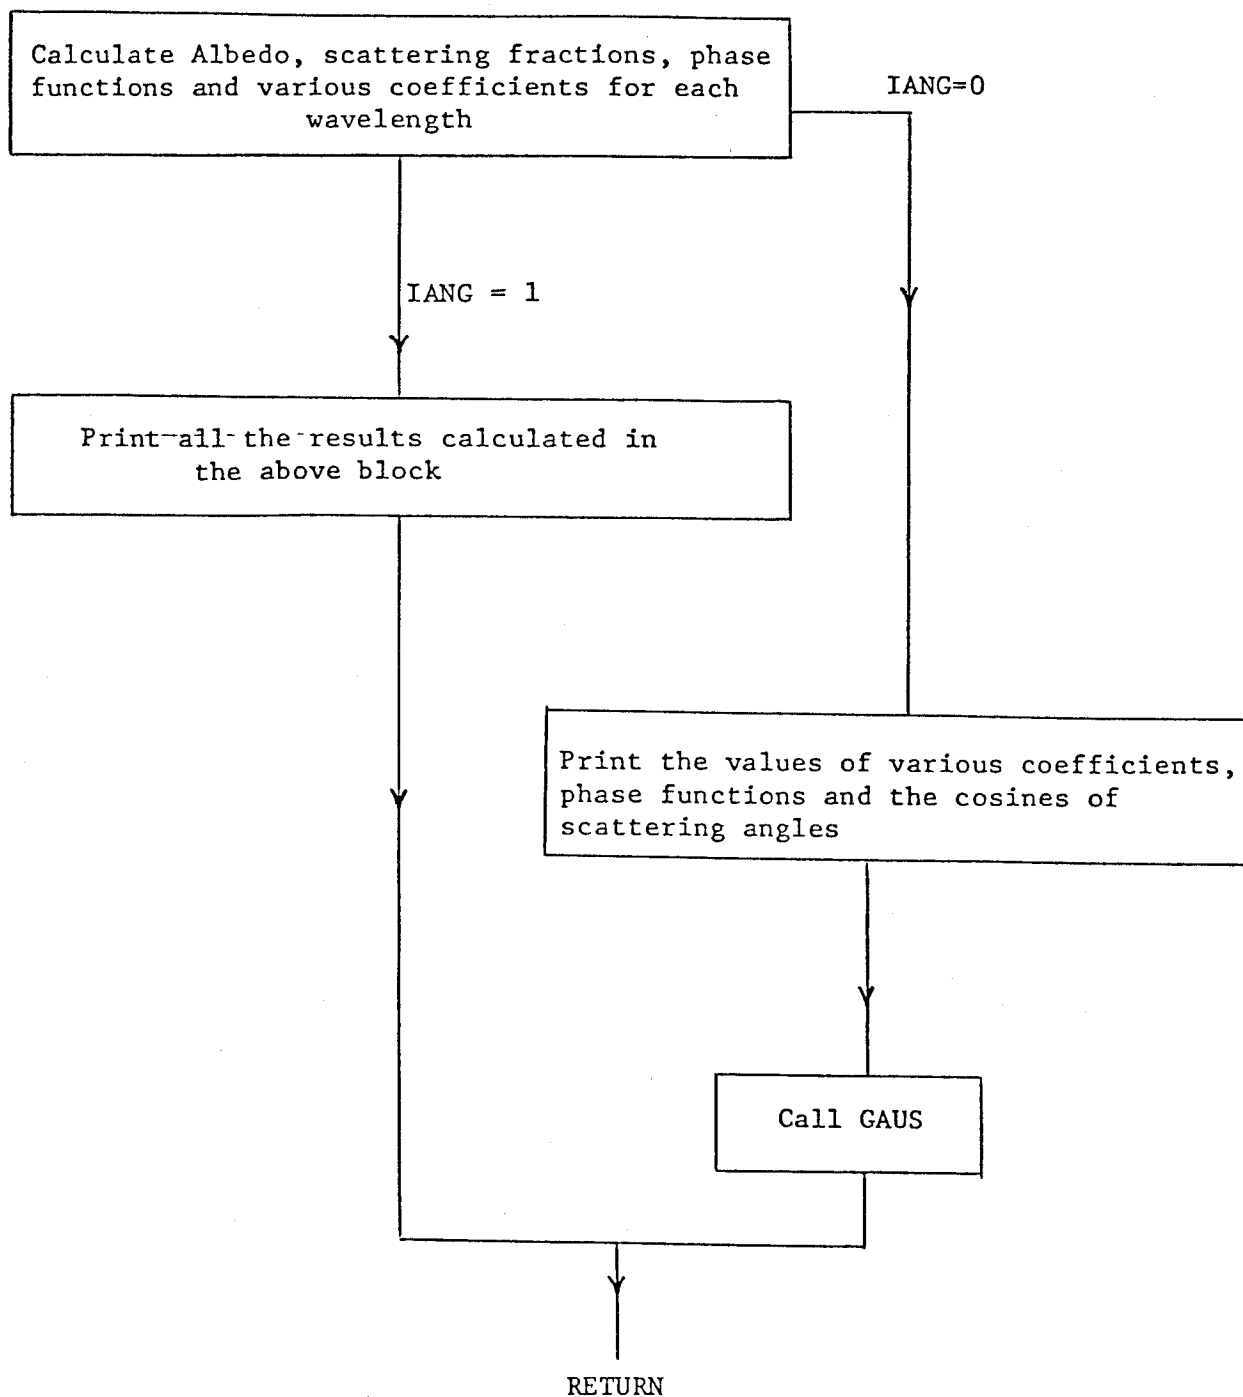 Calculate Albedo, scattering fractions, phase
functions and various coefficients for each
wavelength
IANG=0
IANG = 1
Print all the results calculated in
the above block
Print the values of various coefficients,
phase functions and the cosines of
scattering angles
Call GAUS
RETURN